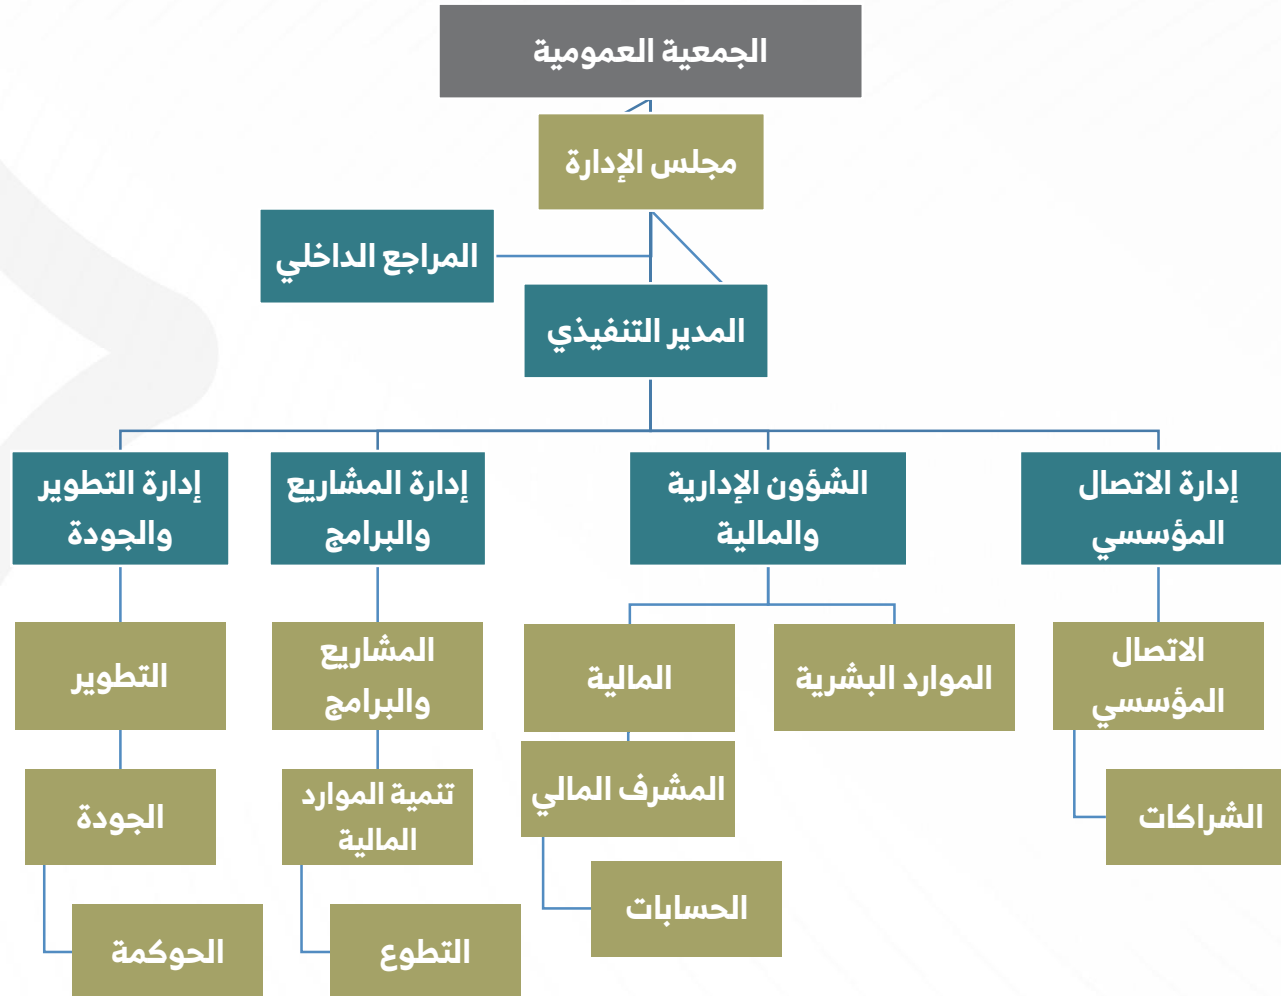 الجمعية العمومية
مجلس الإدارة
المراجع الداخلي
المدير التنفيذي
إدارة الاتصال
المؤسسي
الشؤون الإدارية
والمالية
إدارة المشاريع
والبرامج
إدارة التطوير
والجودة
الاتصال
المؤسسي
الموارد البشرية
المالية
المشاريع
والبرامج
التطوير
الشراكات
المشرف المالي
تنمية الموارد
المالية
الجودة
الحسابات
التطوع
الحوكمة